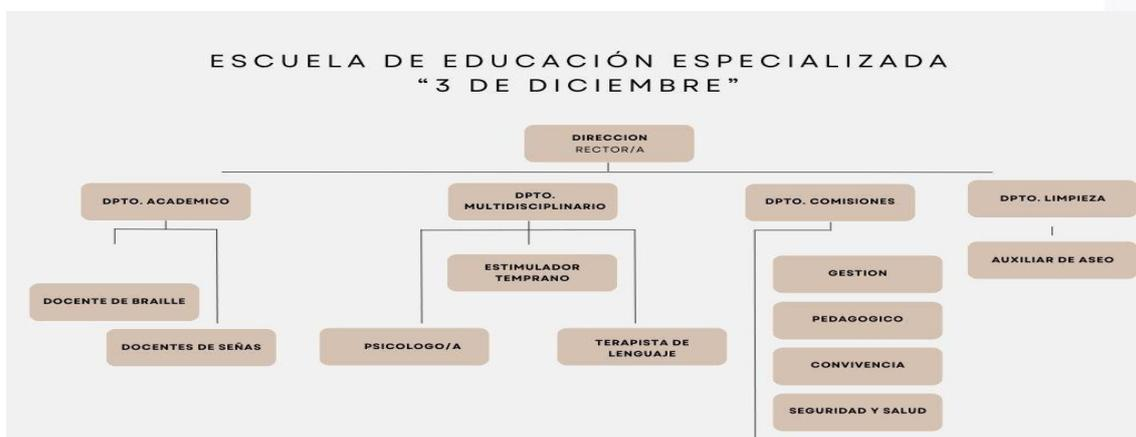 ESCUELA DE EDUCACIÓN ESPECIALIZADA
“3 DE DICIEMBRE”
DIRECCION
RECTOR/A
DPTO. ACADEMICO
DPTO.
MULTIDISCIPLINARIO
DPTO. COMISIONES
DPTO. LIMPIEZA
DOCENTE DE BRAILLE
DOCENTES DE SEÑAS
ESTIMULADOR
TEMPRANO
PSICOLOGO/A
TERAPISTA DE
LENGUAJE
GESTION
PEDAGOGICO
CONVIVENCIA
SEGURIDAD Y SALUD
AUXILIAR DE ASEO